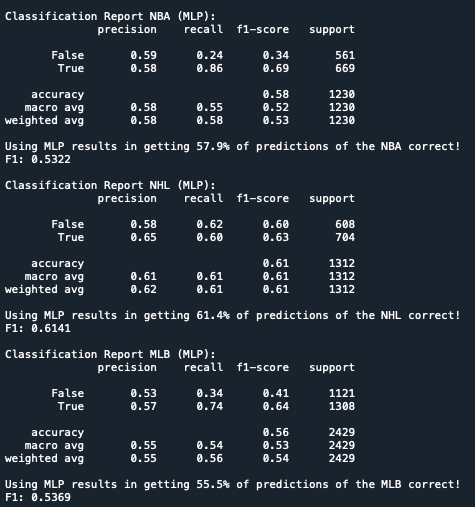 Classification Report NBA (MLP):
precision recall f1-score support
False 0.59 0.24 0.34 561
True 0.58 0.86 0.69 669
accuracy 0.58 1230
macro avg 0.58 0.55 0.52 1230
weighted avg 0.58 0.58 0.53 1230
Using MLP results in getting 57.9% of predictions of the NBA correct!
F1: 0.5322
Classification Report NHL (MLP):
precision recall f1-score support
False 0.58 0.62 0.60 608
True 0.65 0.60 0.63 704
accuracy 0.61 1312
macro avg 0.61 0.61 0.61 1312
weighted avg 0.62 0.61 0.61 1312
Using MLP results in getting 61.4% of predictions of the NHL correct!
F1: 0.6141
Classification Report MLB (MLP):
precision recall f1-score support
False 0.53 0.34 0.41 1121
True 0.57 0.74 0.64 1308
accuracy 0.56 2429
macro avg 0.55 0.54 0.53 2429
weighted avg 0.55 0.56 0.54 2429
Using MLP results in getting 55.5% of predictions of the MLB correct!
F1: 0.5369